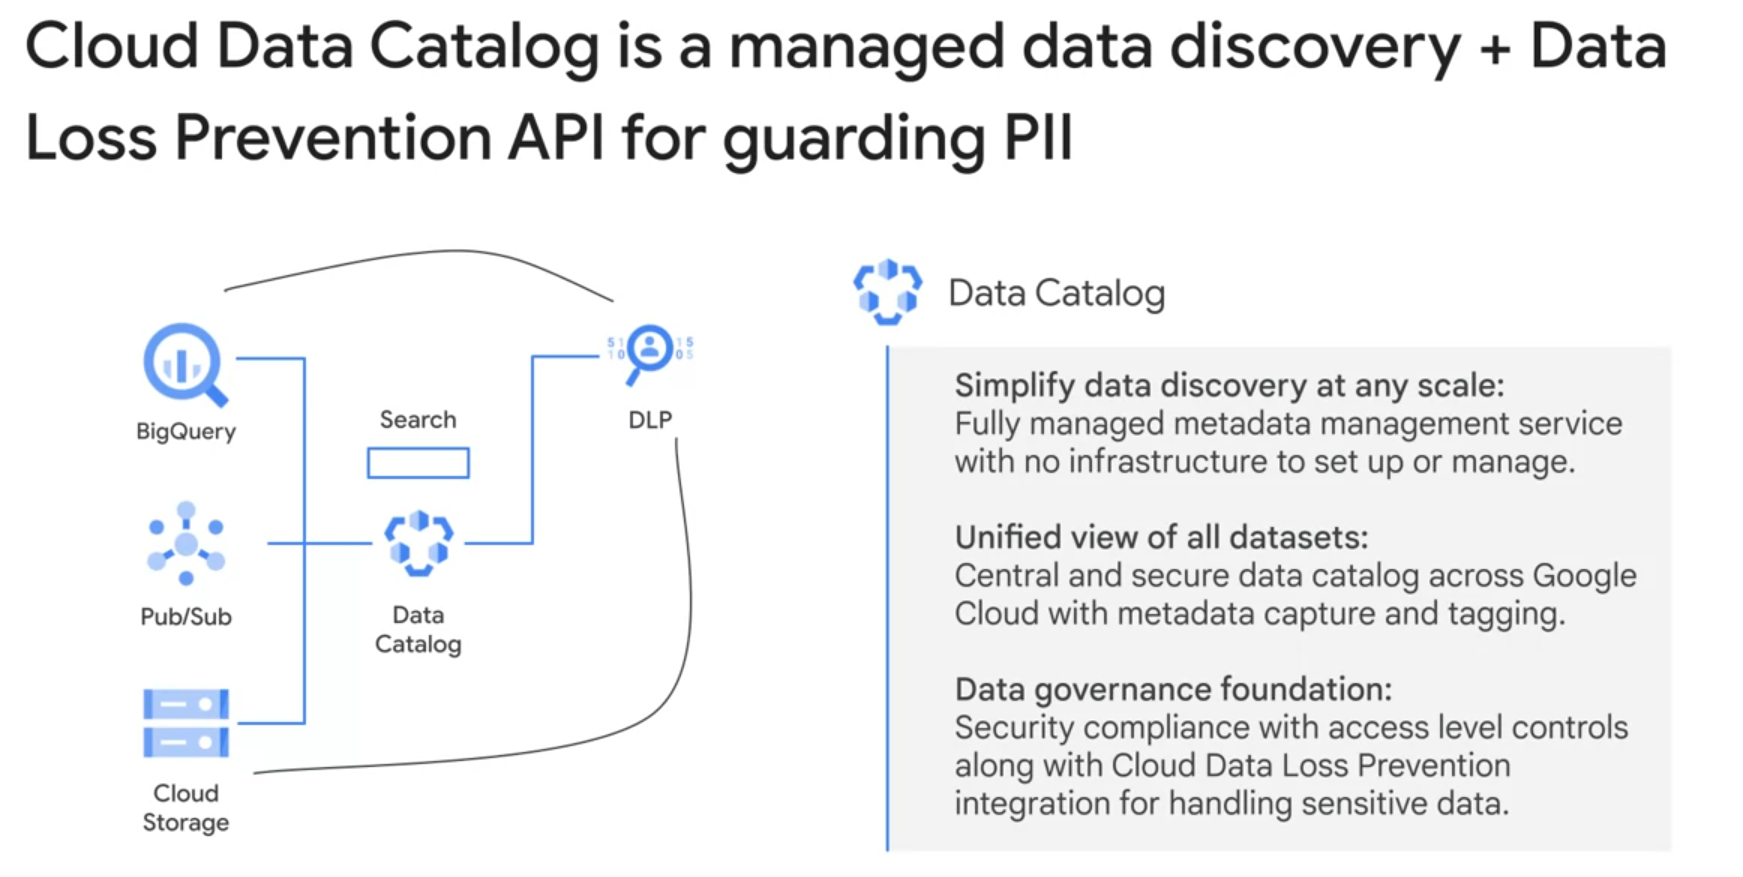 Cloud Data Catalog is a managed data discovery + Data
Loss Prevention API for guarding PII
BigQuery
Pub/Sub
Cloud
Storage
Search
Data
Catalog
51 15
10 05
DLP
Data Catalog
Simplify data discovery at any scale:
Fully managed metadata management service
with no infrastructure to set up or manage.
Unified view of all datasets:
Central and secure data catalog across Google
Cloud with metadata capture and tagging.
Data governance foundation:
Security compliance with access level controls
along with Cloud Data Loss Prevention
integration for handling sensitive data.